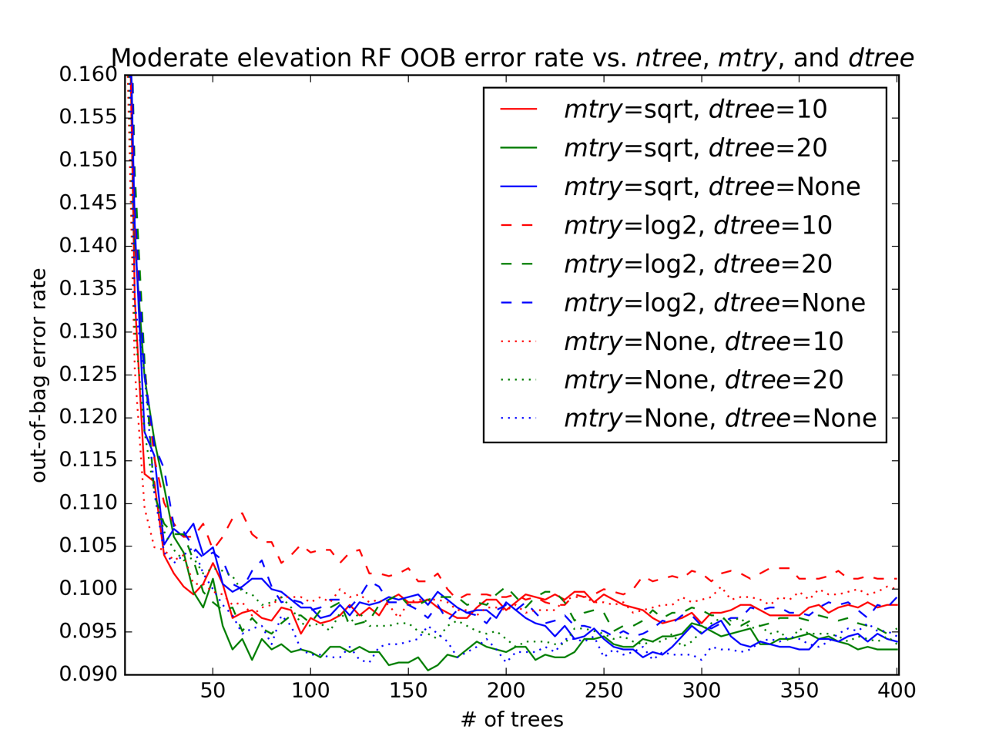 Moderate elevation RF OOB error rate vs. ntree, mtry, and dtree
0.160
0.155
0.150
0.145
0.140
0.135
0.130
0.125
0.120
0.115
0.110
0.105
0.100
0.095
0.090
out-of-bag error rate
mtry=sqrt, dtree=10
mtry=sqrt, dtree=20
mtry=sqrt, dtree=None
mtry=log2, dtree=10
mtry=log2, dtree=20
mtry=log2, dtree=None
mtry=None, dtree=10
mtry=None, dtree=20
mtry=None, dtree=None
50 100 150 200 250 300 350 400
# of trees